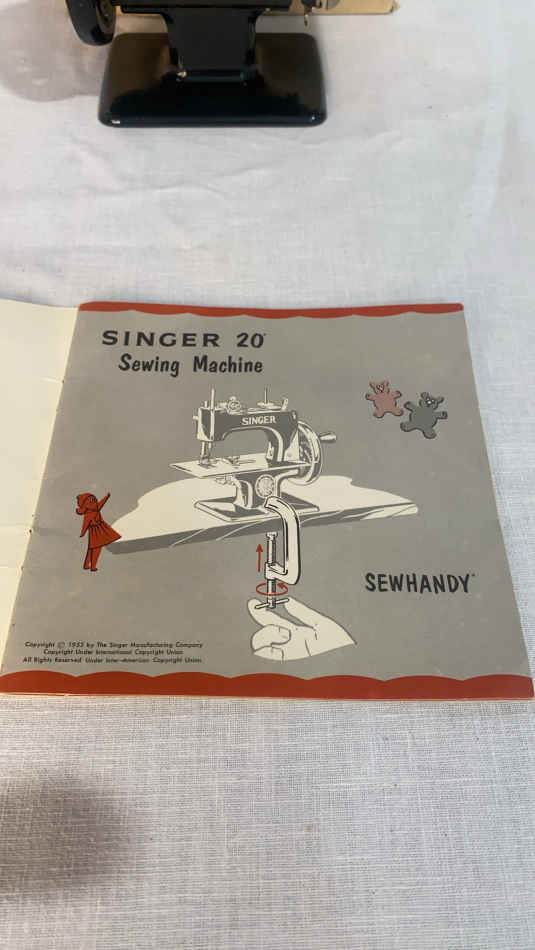 SINGER 20*
Sewing Machine
SINGER
SEWHANDY*
Copyright © 1953 by The Singer Manufacturing Company
Copyright Under International Copyright Union
All Rights Reserved Under Inter-American Copyright Union